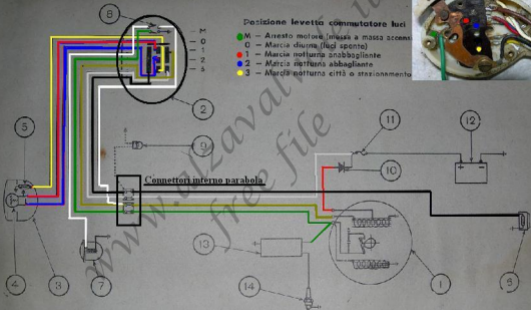 Posizione levetta commutatore luci
M — Arresto motore (messa a massa accens
0 — Marcia diurna (luci spente)
1 — Marcia notturna anabbagliante
2 — Marcia notturna abbagliante
3 — Marcia notturna città o stazionamento
8
M
0
1
2
3
2
9
11
12
10
5
Connettori interno parabola
4
3
7
13
14
1
6
free file